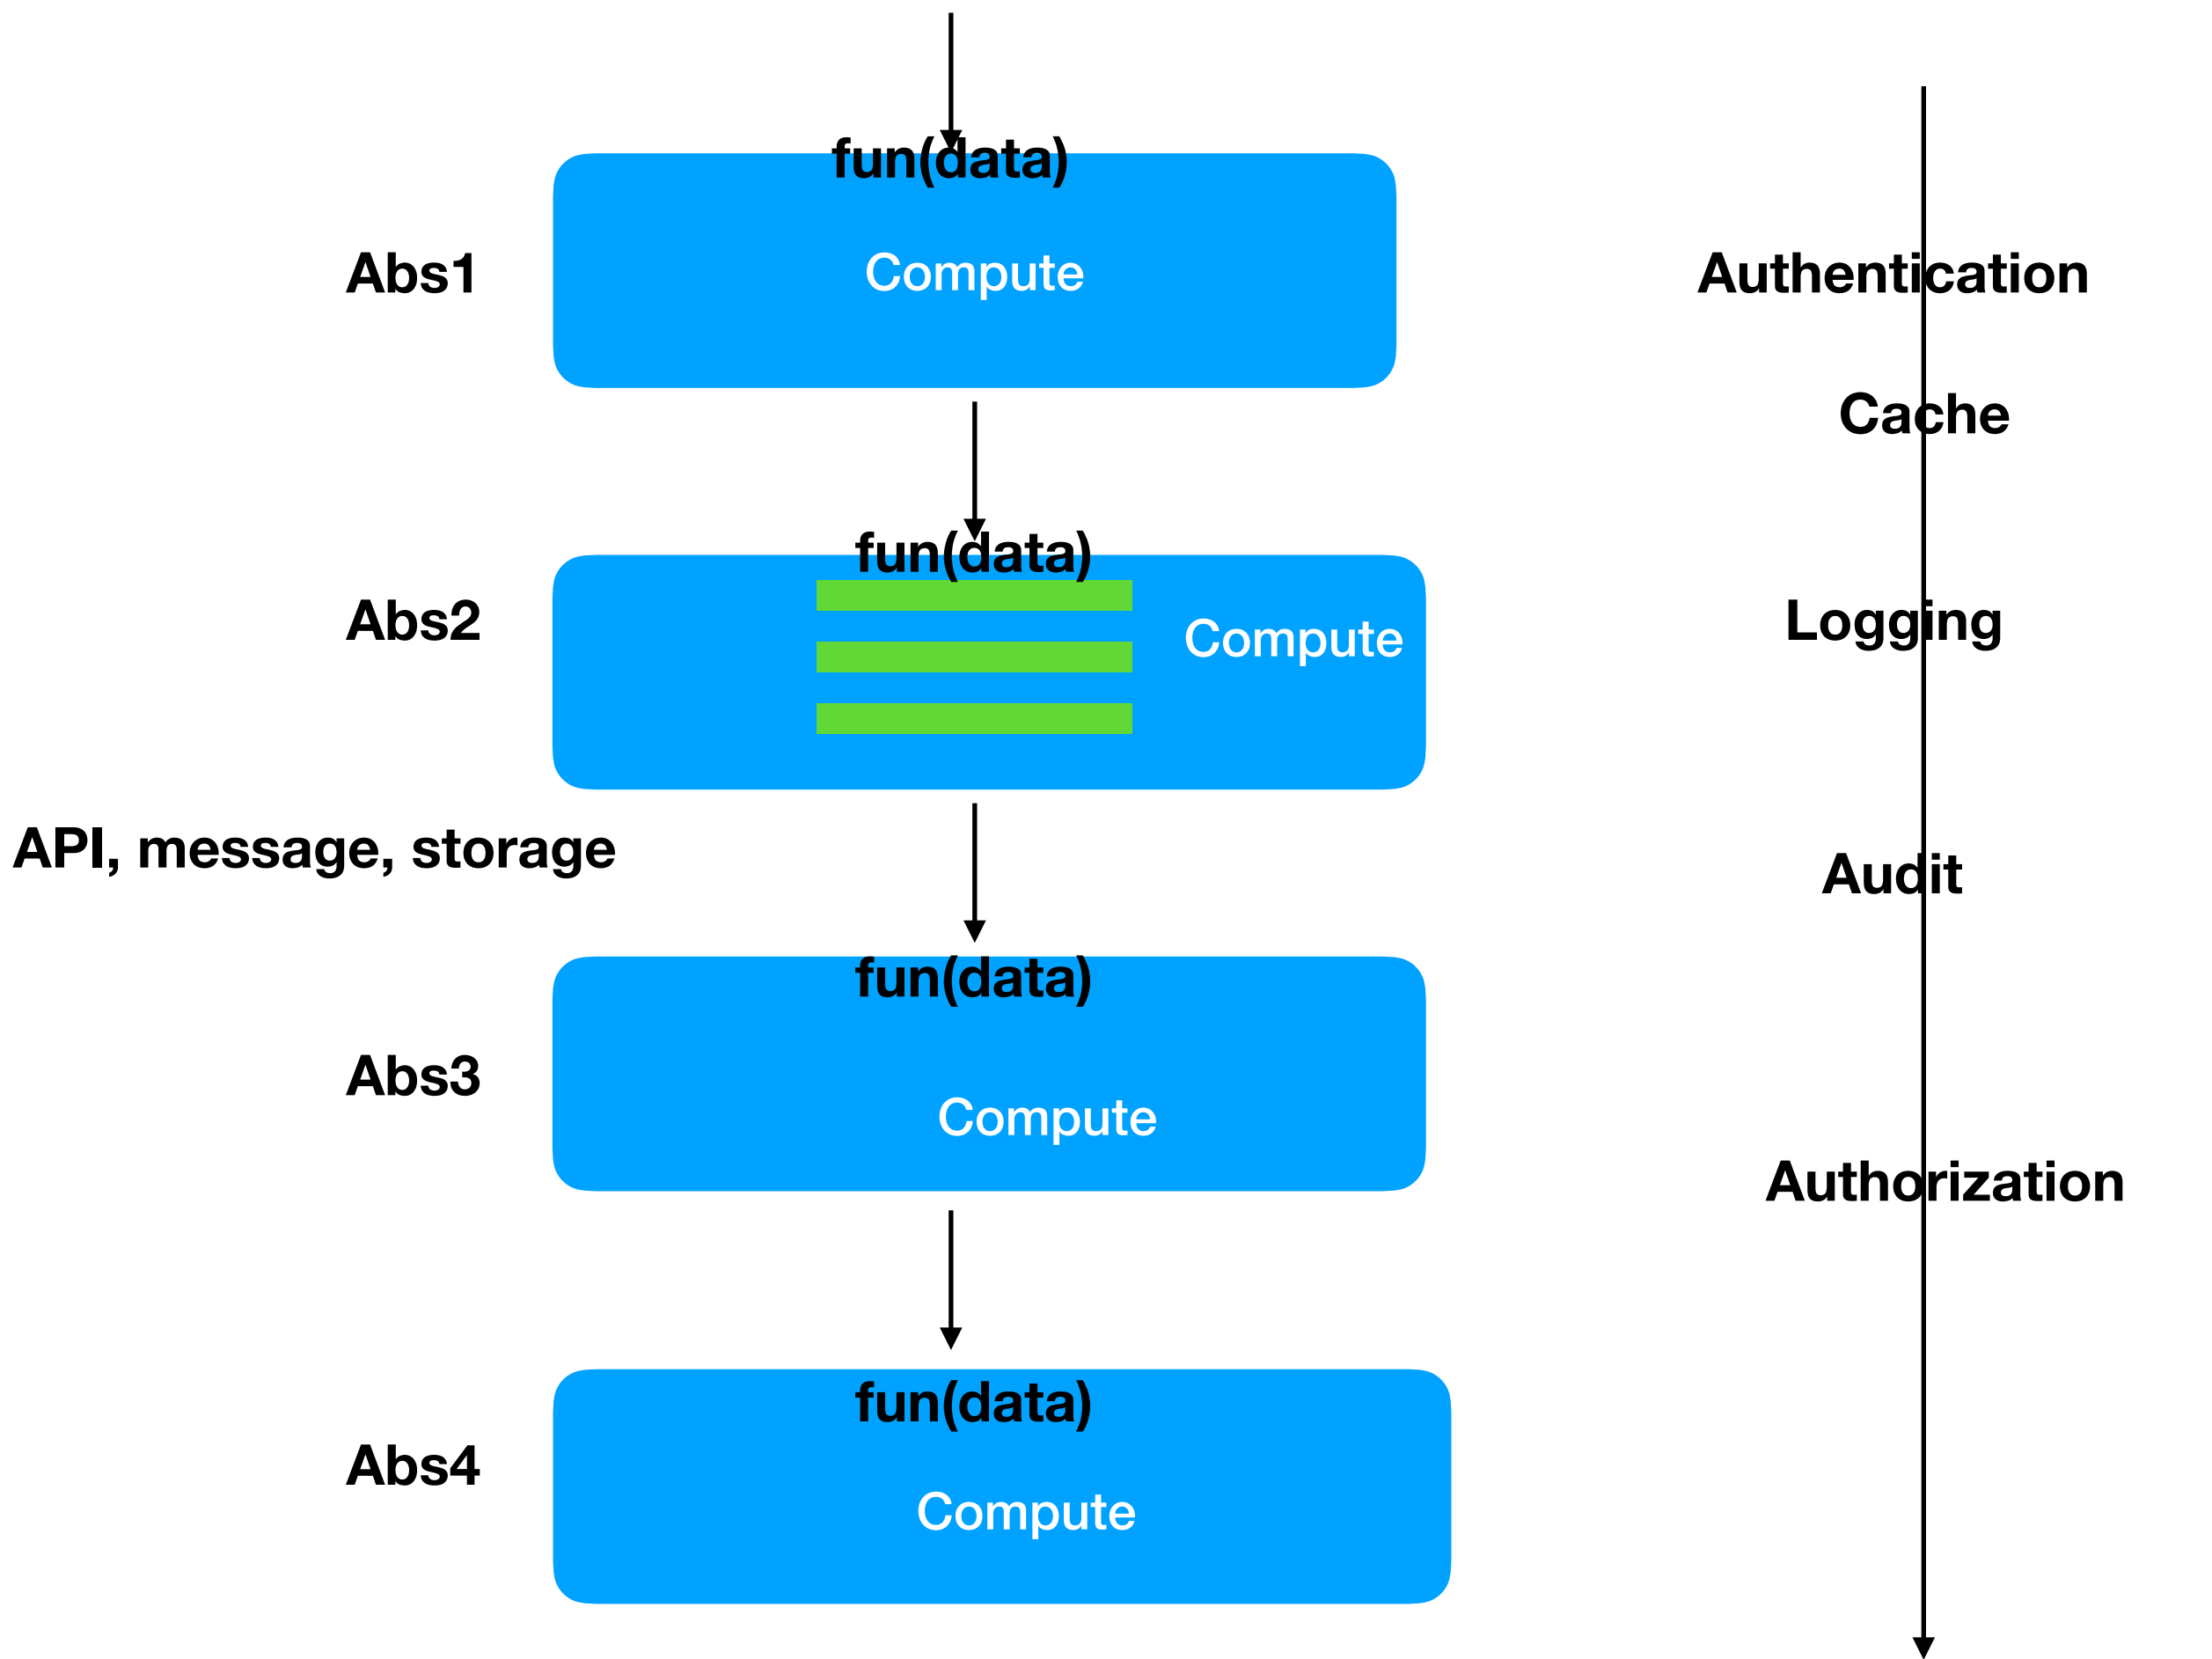 fun(data)
Abs1
Compute
Authentication
Cache
fun(data)
Abs2
Compute
Logging
API, message, storage
Audit
fun(data)
Abs3
Compute
Authorization
fun(data)
Abs4
Compute